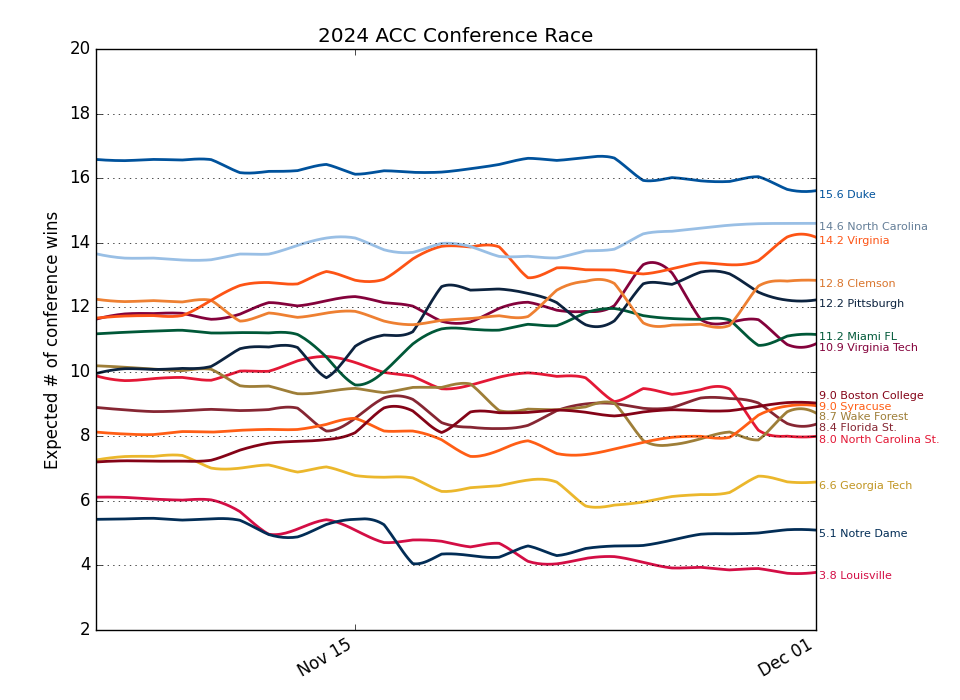 2024 ACC Conference Race
Expected # of conference wins
20
18
16
14
12
10
8
6
4
2
Nov 15
Dec 01
15.6 Duke
14.6 North Carolina
14.2 Virginia
12.8 Clemson
12.2 Pittsburgh
11.2 Miami FL
10.9 Virginia Tech
9.0 Boston College
9.0 Syracuse
8.7 Wake Forest
8.4 Florida St.
8.0 North Carolina St.
6.6 Georgia Tech
5.1 Notre Dame
3.8 Louisville